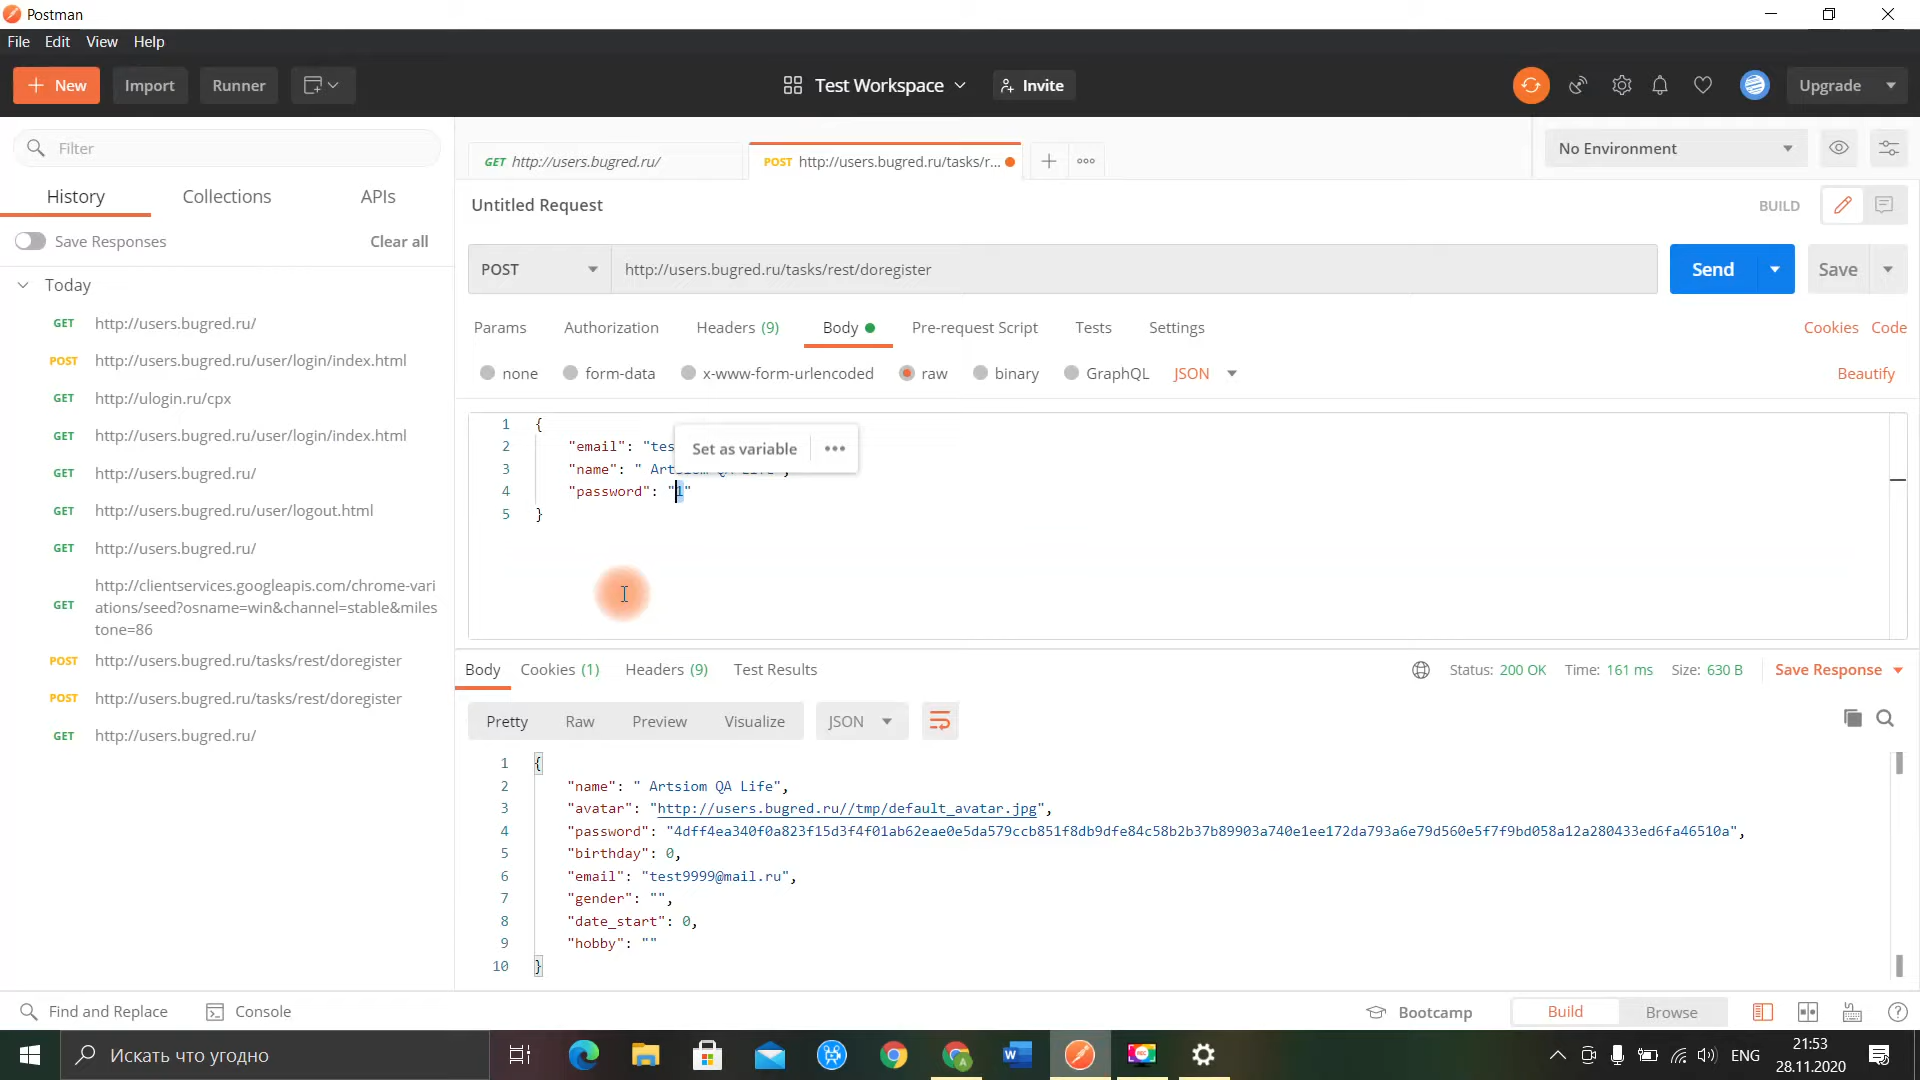 Postman
File Edit View Help
New Import Runner Test Workspace Invite Upgrade
Filter
GET http://users.bugred.ru/ POST http://users.bugred.ru/tasks/r... No Environment
History Collections APIs
Untitled Request BUILD
Save Responses Clear all
POST http://users.bugred.ru/tasks/rest/doregister Send Save
Today
GET http://users.bugred.ru/
POST http://users.bugred.ru/user/login/index.html
GET http://ulogin.ru/cpx
GET http://users.bugred.ru/user/login/index.html
GET http://users.bugred.ru/
GET http://users.bugred.ru/user/logout.html
GET http://users.bugred.ru/
GET http://clientservices.googleapis.com/chrome-vari
ations/seed?osname=win&channel=stable&miles
tone=86
POST http://users.bugred.ru/tasks/rest/doregister
POST http://users.bugred.ru/tasks/rest/doregister
GET http://users.bugred.ru/
Params Authorization Headers (9) Body Pre-request Script Tests Settings Cookies Code
none form-data x-www-form-urlencoded raw binary GraphQL JSON Beautify
1 {
2 "email": "tes
Set as variable
3 "name": " Artsiom QA Life",
4 "password": "1"
5 }
Body Cookies (1) Headers (9) Test Results Status: 200 OK Time: 161 ms Size: 630 B Save Response
Pretty Raw Preview Visualize JSON
1 {
2 "name": " Artsiom QA Life",
3 "avatar": "http://users.bugred.ru//tmp/default_avatar.jpg",
4 "password": "4dff4ea340f0a823f15d3f4f01ab62eae0e5da579ccb851f8db9dfe84c58b2b37b89903a740e1ee172da793a6e79d560e5f7f9bd058a12a280433ed6fa46510a",
5 "birthday": 0,
6 "email": "test9999@mail.ru",
7 "gender": "",
8 "date_start": 0,
9 "hobby": ""
10 }
Find and Replace Console Bootcamp Build Browse
Искать что угодно ENG 21:53
28.11.2020